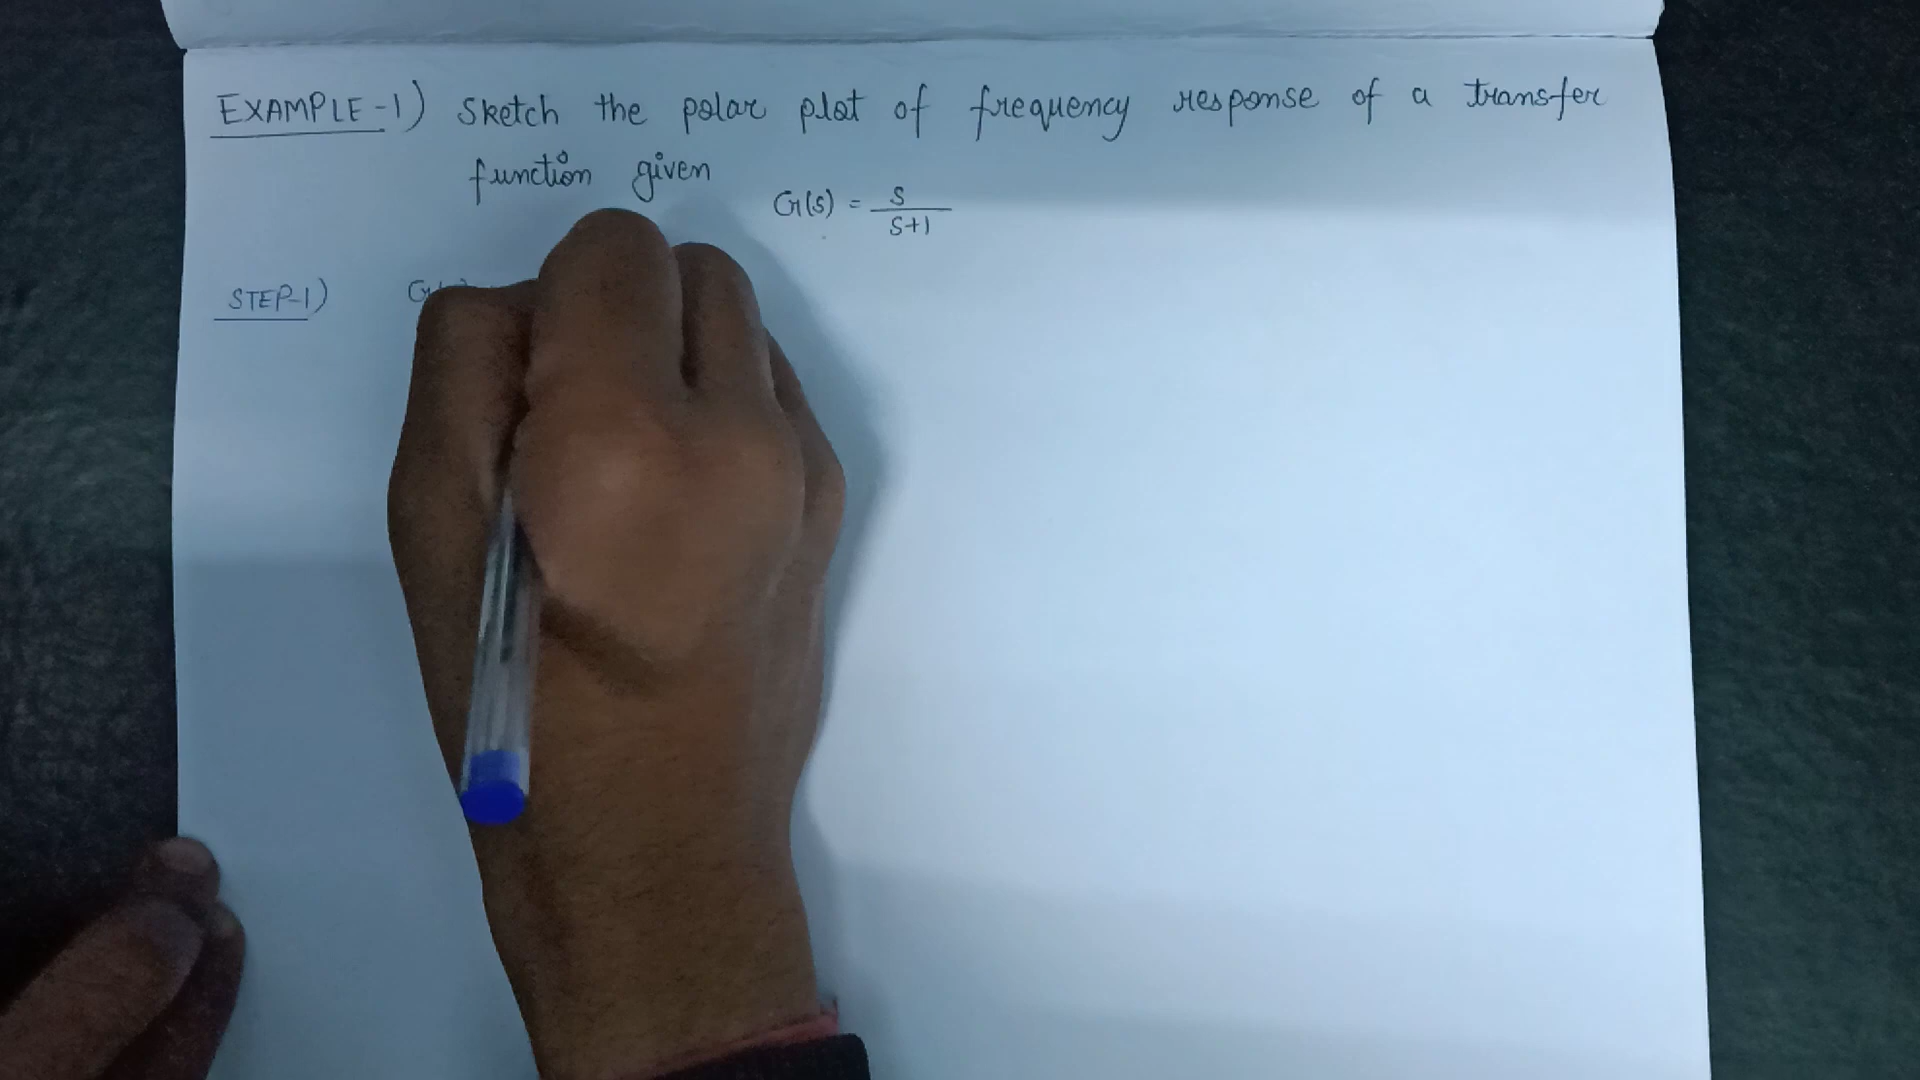 EXAMPLE-1) Sketch the polar plot of frequency response of a transfer
function given
G(s) = s/s+1
STEP-1)